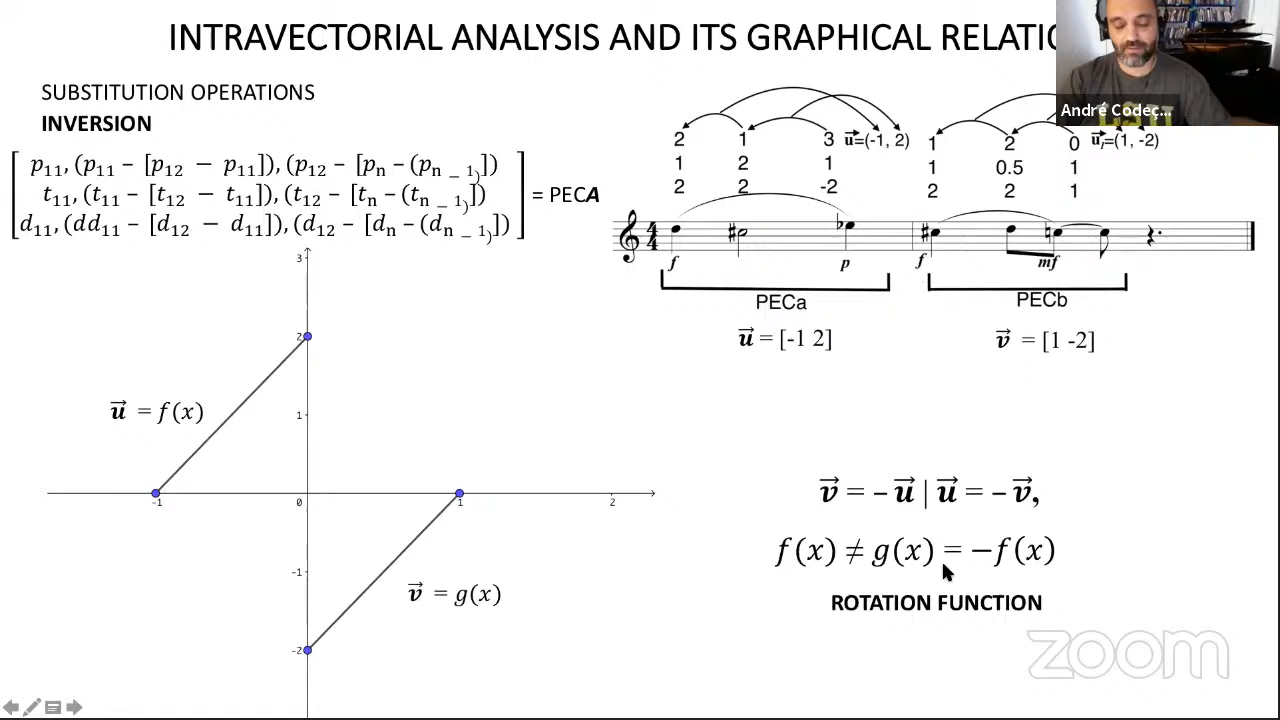 INTRAVECTORIAL ANALYSIS AND ITS GRAPHICAL RELATIO
André Codeç...
SUBSTITUTION OPERATIONS
INVERSION
p₁₁, (p₁₁ – [p₁₂ − p₁₁]), (p₁₂ – [pₙ – (pₙ ₋ ₁)])
t₁₁, (t₁₁ – [t₁₂ − t₁₁]), (t₁₂ – [tₙ – (tₙ ₋ ₁)])
d₁₁, (dd₁₁ – [d₁₂ − d₁₁]), (d₁₂ – [dₙ – (dₙ ₋ ₁)])
= PECA
2 1 3 u⃗=(-1, 2)
1 2 1
2 2 -2
1 2 0 u⃗ᵢ=(1, -2)
1 0.5 1
2 2 1
4
4
f p f mf
PECa PECb
u⃗ = [-1 2]
v⃗ = [1 -2]
3
2
1
-1 0 1 2
-1
-2
u⃗ = f(x)
v⃗ = g(x)
v⃗ = – u⃗ | u⃗ = – v⃗,
f(x) ≠ g(x) = −f(x)
ROTATION FUNCTION
zoom